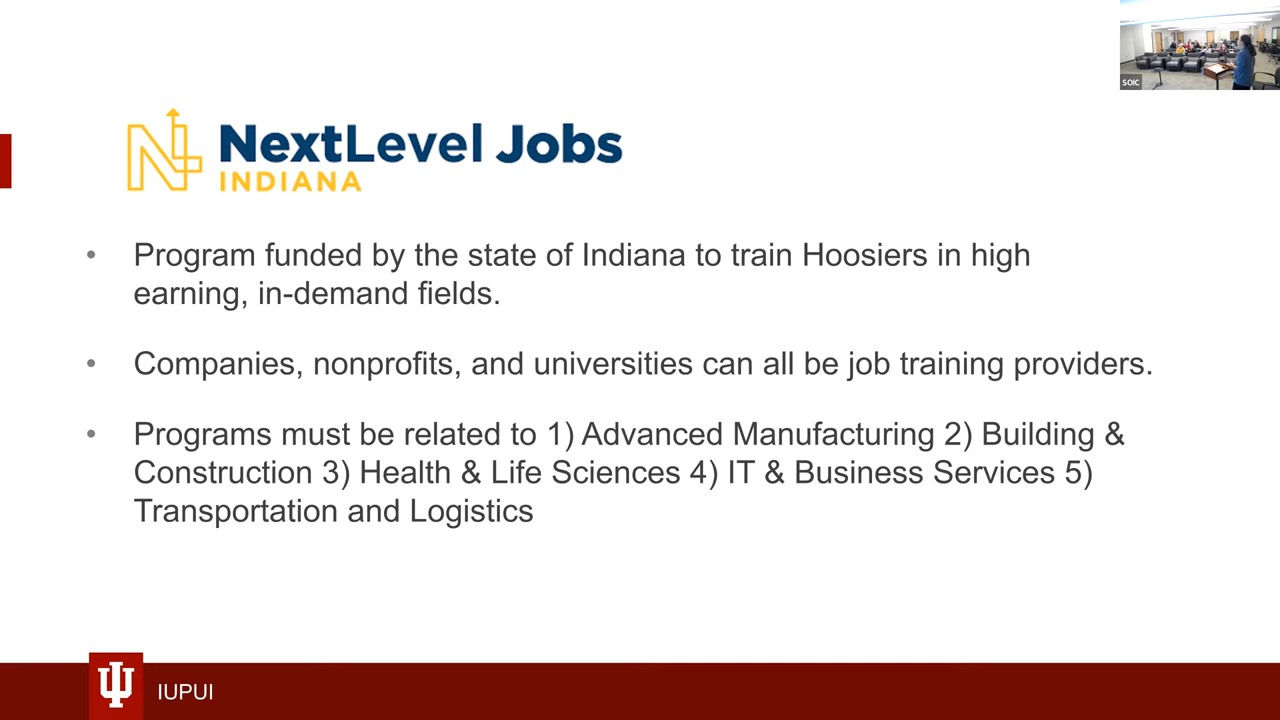 SOIC
NextLevel Jobs
INDIANA
• Program funded by the state of Indiana to train Hoosiers in high
earning, in-demand fields.
• Companies, nonprofits, and universities can all be job training providers.
• Programs must be related to 1) Advanced Manufacturing 2) Building &
Construction 3) Health & Life Sciences 4) IT & Business Services 5)
Transportation and Logistics
IUPUI